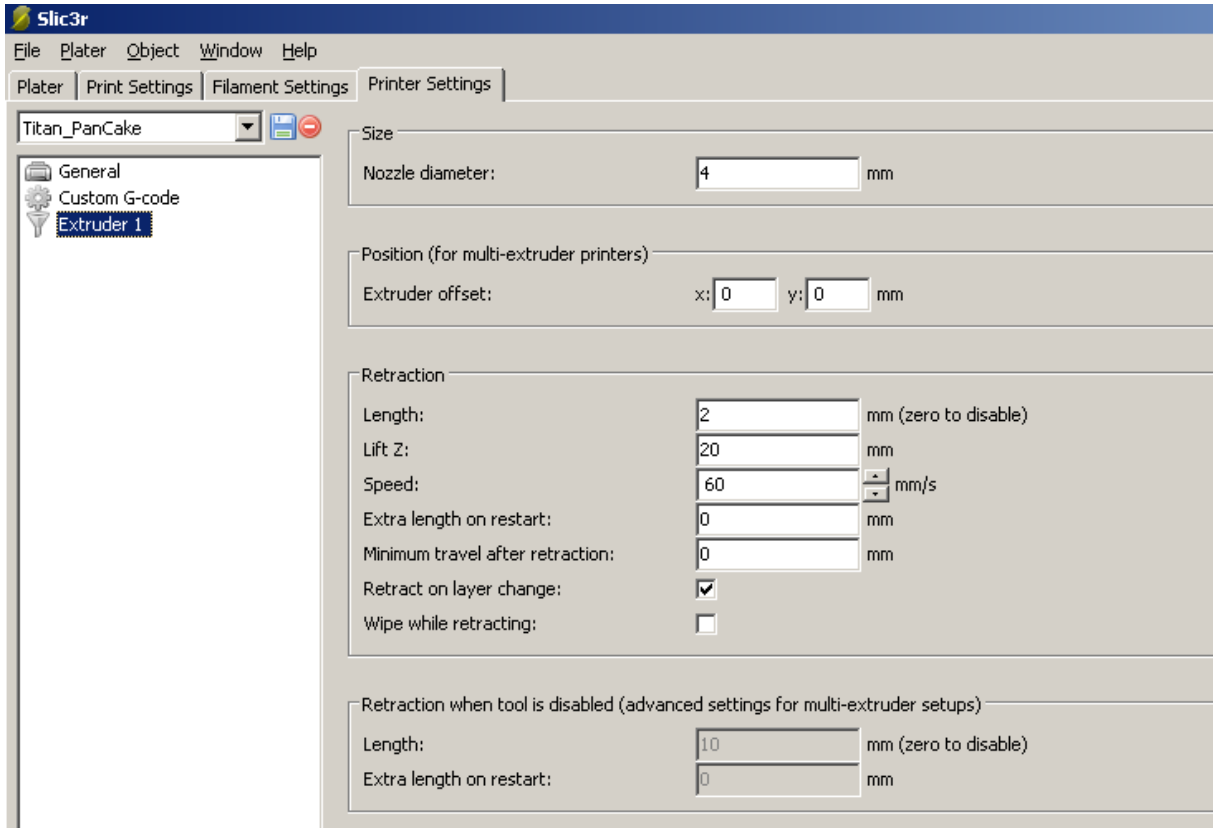 Slic3r
File Plater Object Window Help
Plater Print Settings Filament Settings Printer Settings
Titan_PanCake
General
Custom G-code
Extruder 1
Size
Nozzle diameter: 4 mm
Position (for multi-extruder printers)
Extruder offset: x: 0 y: 0 mm
Retraction
Length: 2 mm (zero to disable)
Lift Z: 20 mm
Speed: 60 mm/s
Extra length on restart: 0 mm
Minimum travel after retraction: 0 mm
Retract on layer change:
Wipe while retracting:
Retraction when tool is disabled (advanced settings for multi-extruder setups)
Length: 10 mm (zero to disable)
Extra length on restart: 0 mm